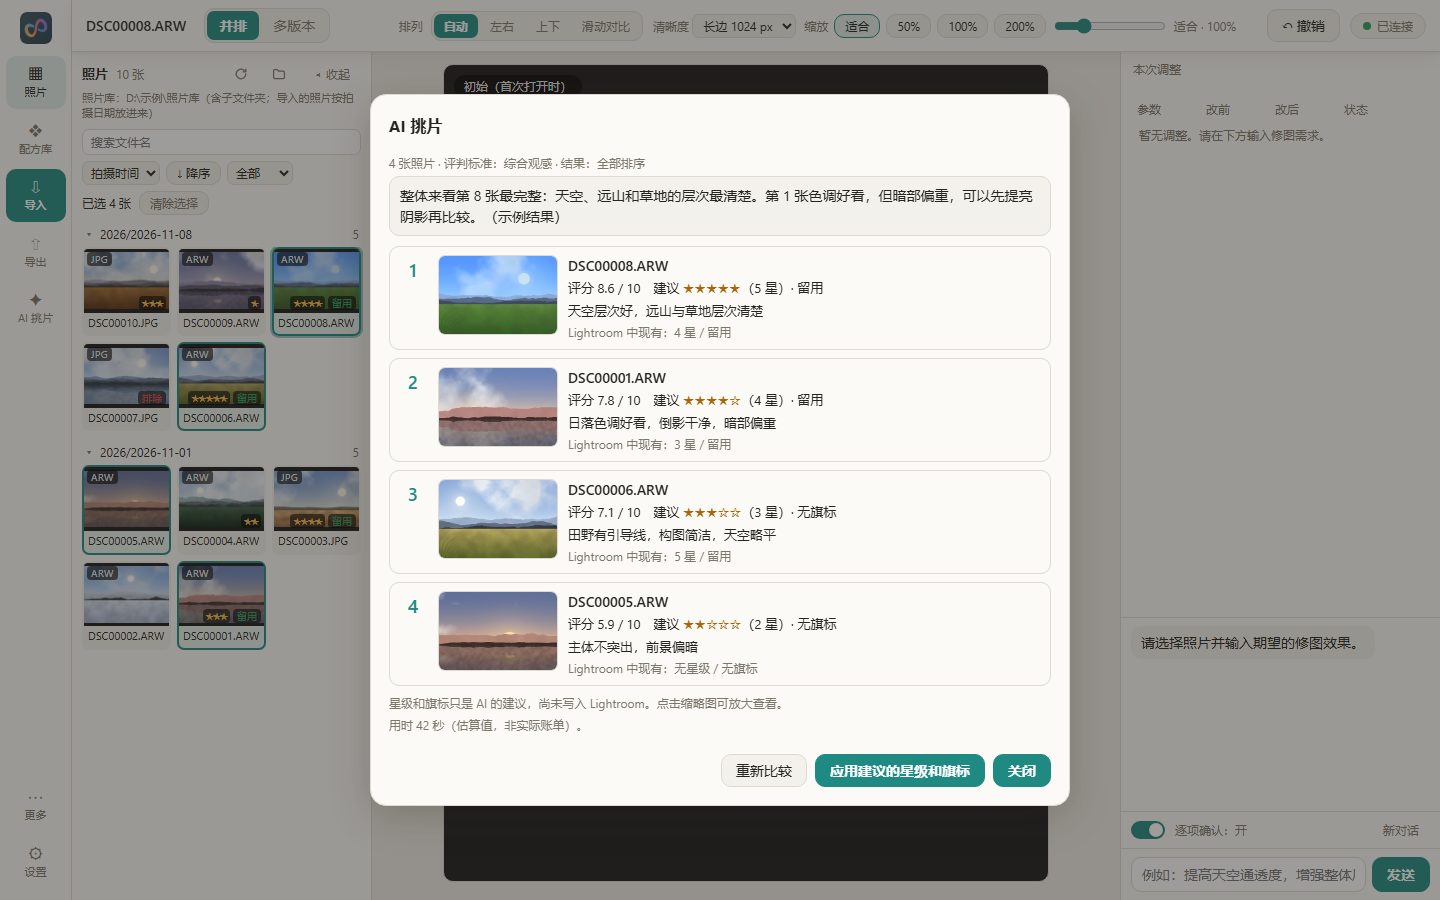 DSC00008.ARW
并排
多版本
排列
自动
左右
上下
滑动对比
清晰度
长边 1024 px
缩放
适合
50%
100%
200%
适合 · 100%
撤销
已连接
照片
配方库
导入
导出
AI 挑片
更多
设置
照片 10 张
收起
照片库：D:\示例\照片库（含子文件夹；导入的照片按拍
摄日期放进来）
搜索文件名
拍摄时间
↓ 降序
全部
已选 4 张
清除选择
2026/2026-11-08 5
JPG
★★★
DSC00010.JPG
ARW
★
DSC00009.ARW
ARW
★★★★ 留用
DSC00008.ARW
JPG
排除
DSC00007.JPG
ARW
★★★★★ 留用
DSC00006.ARW
2026/2026-11-01 5
ARW
DSC00005.ARW
ARW
★★
DSC00004.ARW
JPG
★★★★ 留用
DSC00003.JPG
ARW
DSC00002.ARW
ARW
★★★ 留用
DSC00001.ARW
初始（首次打开时）
AI 挑片
4 张照片 · 评判标准：综合观感 · 结果：全部排序
整体来看第 8 张最完整：天空、远山和草地的层次最清楚。第 1 张色调好看，但暗部偏重，可以先提亮
阴影再比较。（示例结果）
1
DSC00008.ARW
评分 8.6 / 10 建议 ★★★★★（5 星）· 留用
天空层次好，远山与草地层次清楚
Lightroom 中现有：4 星 / 留用
2
DSC00001.ARW
评分 7.8 / 10 建议 ★★★★☆（4 星）· 留用
日落色调好看，倒影干净，暗部偏重
Lightroom 中现有：3 星 / 留用
3
DSC00006.ARW
评分 7.1 / 10 建议 ★★★☆☆（3 星）· 无旗标
田野有引导线，构图简洁，天空略平
Lightroom 中现有：5 星 / 留用
4
DSC00005.ARW
评分 5.9 / 10 建议 ★★☆☆☆（2 星）· 无旗标
主体不突出，前景偏暗
Lightroom 中现有：无星级 / 无旗标
星级和旗标只是 AI 的建议，尚未写入 Lightroom。点击缩略图可放大查看。
用时 42 秒（估算值，非实际账单）。
重新比较
应用建议的星级和旗标
关闭
本次调整
参数 改前 改后 状态
暂无调整。请在下方输入修图需求。
请选择照片并输入期望的修图效果。
逐项确认：开
新对话
例如：提高天空通透度，增强整体
发送